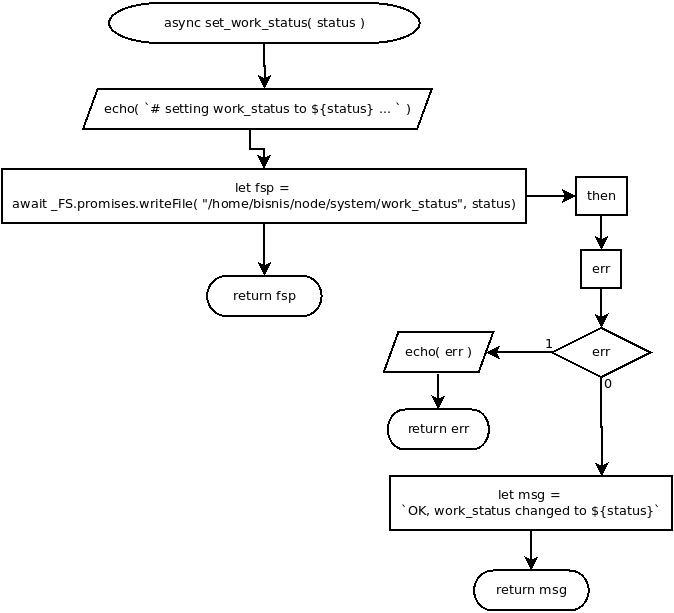 async set_work_status( status )
echo( `# setting work_status to ${status} ... ` )
let fsp =
await _FS.promises.writeFile( "/home/bisnis/node/system/work_status", status)
then
err
return fsp
err
1
echo( err )
0
return err
let msg =
`OK, work_status changed to ${status}`
return msg